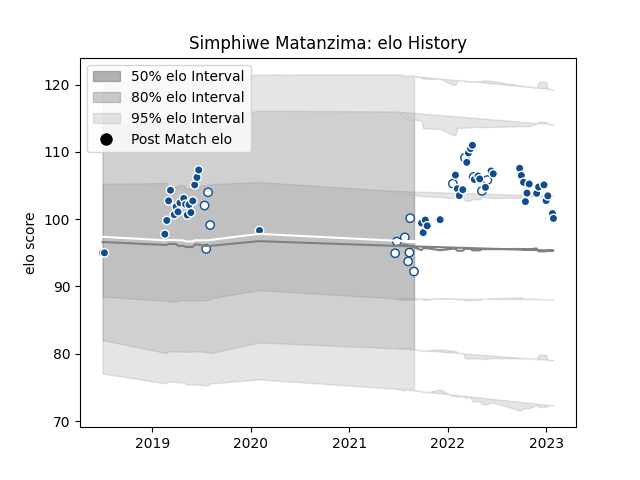 Simphiwe Matanzima: elo History
50% elo Interval
80% elo Interval
95% elo Interval
Post Match elo
elo score
120
110
100
90
80
70
2019
2020
2021
2022
2023